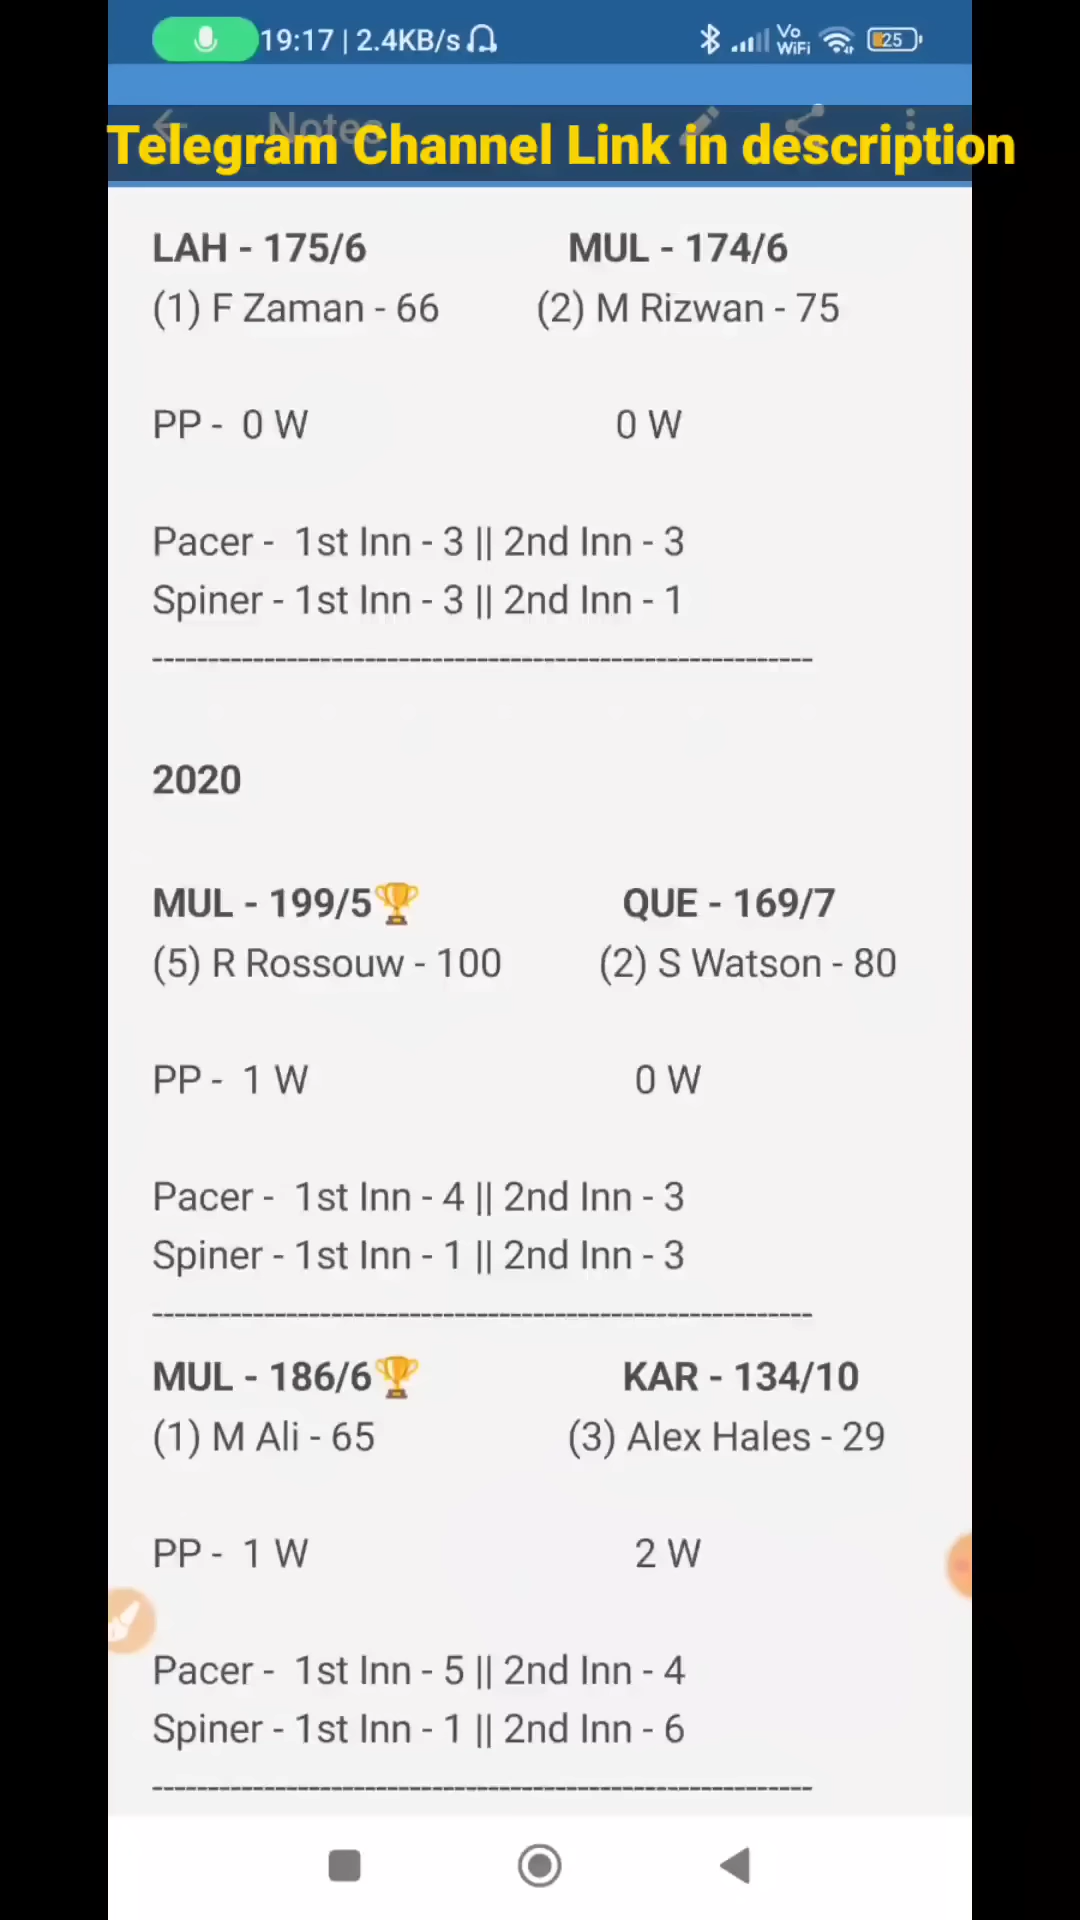 19:17 | 2.4KB/s Vo WiFi 25
Notes
Telegram Channel Link in description
LAH - 175/6 MUL - 174/6
(1) F Zaman - 66 (2) M Rizwan - 75
PP - 0 W 0 W
Pacer - 1st Inn - 3 || 2nd Inn - 3
Spiner - 1st Inn - 3 || 2nd Inn - 1
------------------------------------------------------------
2020
MUL - 199/5🏆 QUE - 169/7
(5) R Rossouw - 100 (2) S Watson - 80
PP - 1 W 0 W
Pacer - 1st Inn - 4 || 2nd Inn - 3
Spiner - 1st Inn - 1 || 2nd Inn - 3
------------------------------------------------------------
MUL - 186/6🏆 KAR - 134/10
(1) M Ali - 65 (3) Alex Hales - 29
PP - 1 W 2 W
Pacer - 1st Inn - 5 || 2nd Inn - 4
Spiner - 1st Inn - 1 || 2nd Inn - 6
------------------------------------------------------------